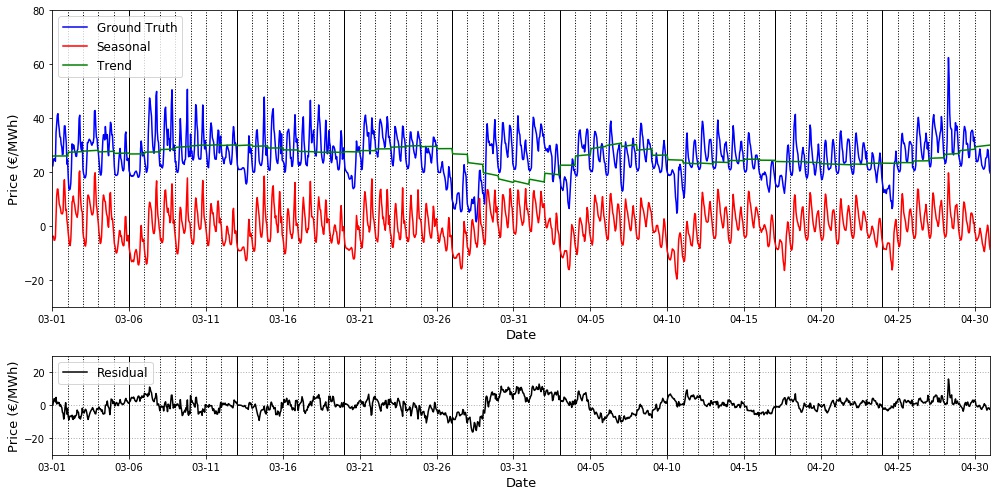 Price (€/MWh)
80
60
40
20
0
−20
Ground Truth
Seasonal
Trend
03-01 03-06 03-11 03-16 03-21 03-26 03-31 04-05 04-10 04-15 04-20 04-25 04-30
Date
Price (€/MWh)
20
0
−20
Residual
03-01 03-06 03-11 03-16 03-21 03-26 03-31 04-05 04-10 04-15 04-20 04-25 04-30
Date